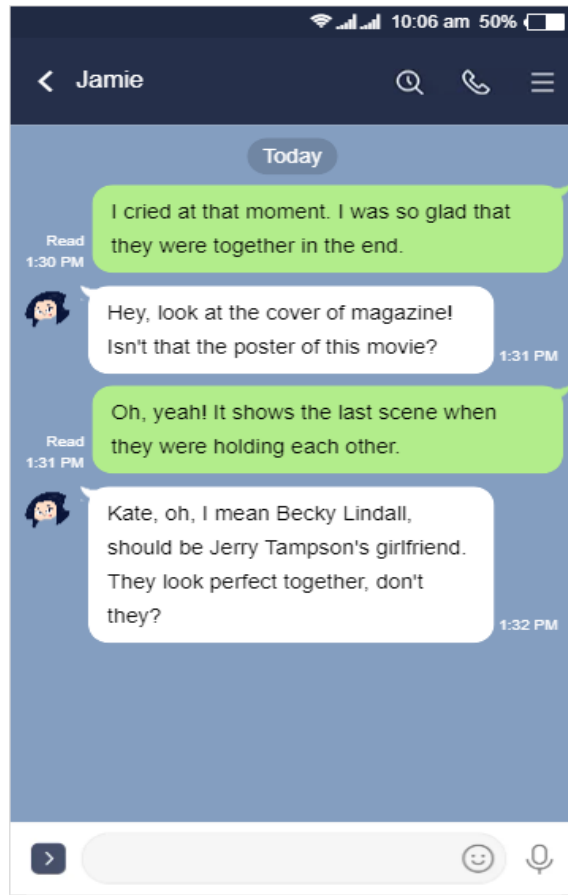 10:06 am 50%
Jamie
Today
I cried at that moment. I was so glad that
they were together in the end.
Read
1:30 PM
Hey, look at the cover of magazine!
Isn't that the poster of this movie?
1:31 PM
Oh, yeah! It shows the last scene when
they were holding each other.
Read
1:31 PM
Kate, oh, I mean Becky Lindall,
should be Jerry Tampson's girlfriend.
They look perfect together, don't
they?
1:32 PM